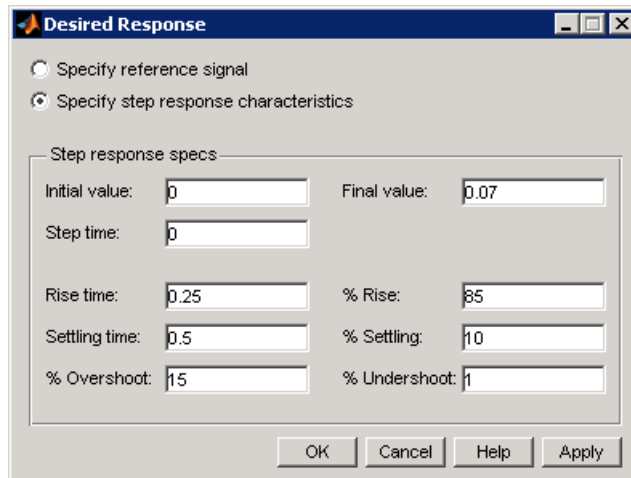 Desired Response
Specify reference signal
Specify step response characteristics
Step response specs
Initial value: 0 Final value: 0.07
Step time: 0
Rise time: 0.25 % Rise: 85
Settling time: 0.5 % Settling: 10
% Overshoot: 15 % Undershoot: 1
OK Cancel Help Apply